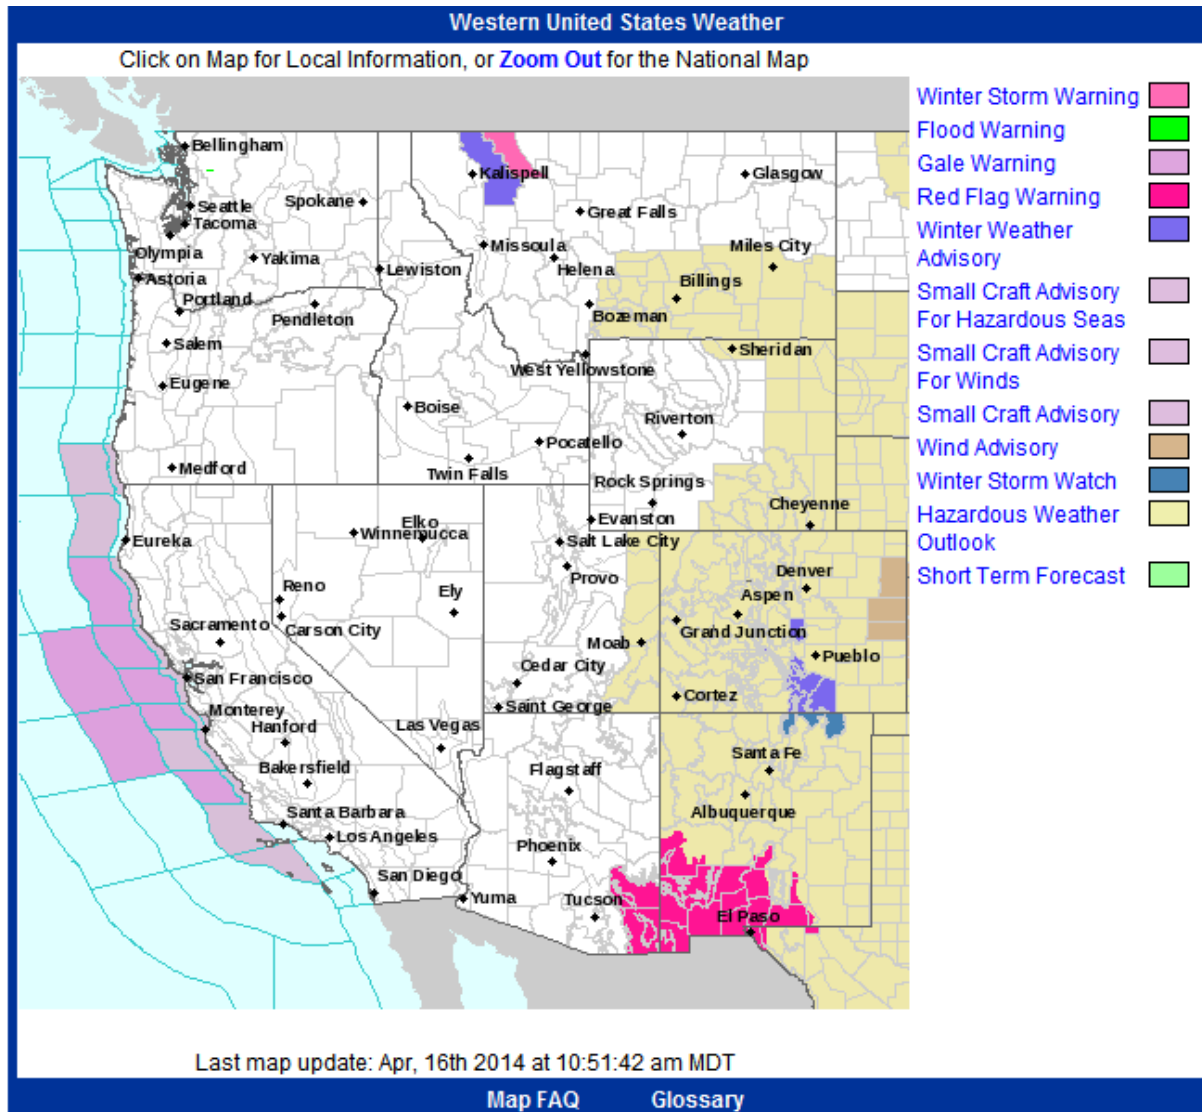 Western United States Weather
Click on Map for Local Information, or Zoom Out for the National Map
Winter Storm Warning
Flood Warning
Gale Warning
Red Flag Warning
Winter Weather
Advisory
Small Craft Advisory
For Hazardous Seas
Small Craft Advisory
For Winds
Small Craft Advisory
Wind Advisory
Winter Storm Watch
Hazardous Weather
Outlook
Short Term Forecast
Bellingham
Kalispell
Glasgow
Seattle
Spokane
Great Falls
Tacoma
Olympia
Missoula
Miles City
Yakima
Helena
Astoria
Lewiston
Billings
Portland
Pendleton
Bozeman
Salem
Sheridan
West Yellowstone
Eugene
Boise
Riverton
Pocatello
Medford
Twin Falls
Rock Springs
Cheyenne
Elko
Evanston
Winnemucca
Eureka
Salt Lake City
Denver
Provo
Reno
Ely
Aspen
Sacramento
Carson City
Grand Junction
Moab
Pueblo
Cedar City
San Francisco
Cortez
Saint George
Monterey
Hanford
Las Vegas
Santa Fe
Bakersfield
Flagstaff
Albuquerque
Santa Barbara
Los Angeles
Phoenix
San Diego
Yuma
Tucson
El Paso
Last map update: Apr, 16th 2014 at 10:51:42 am MDT
Map FAQ
Glossary